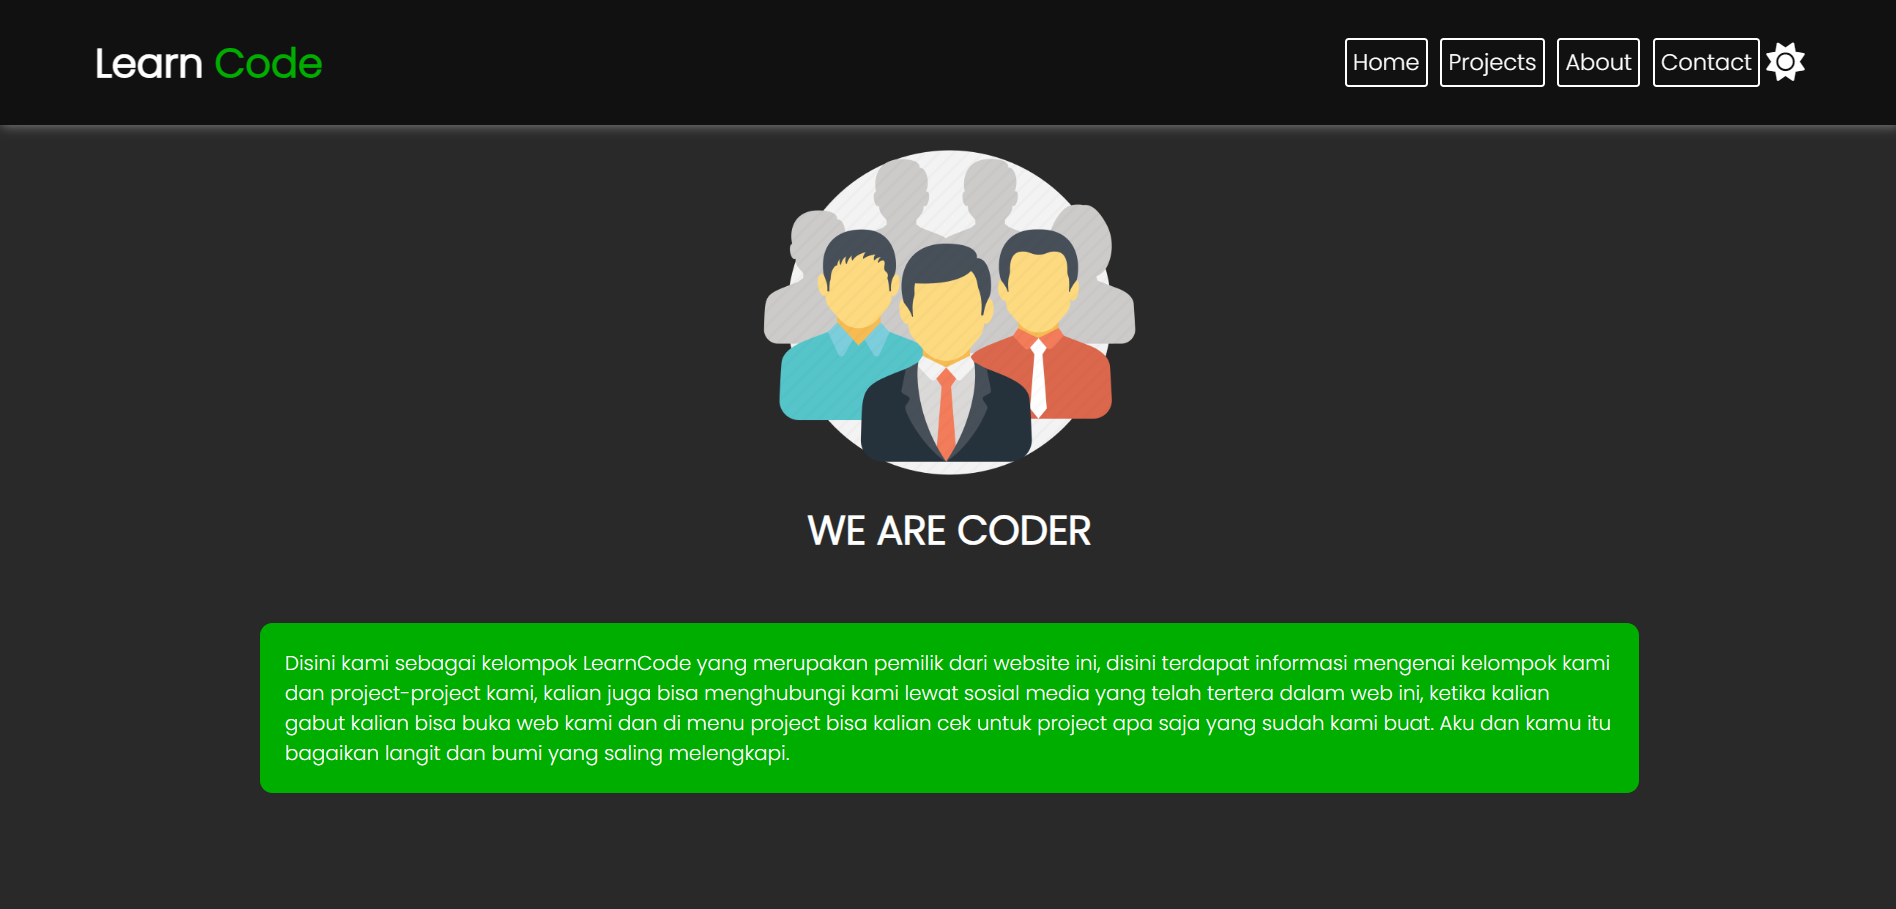 Learn Code
Home Projects About Contact
WE ARE CODER
Disini kami sebagai kelompok LearnCode yang merupakan pemilik dari website ini, disini terdapat informasi mengenai kelompok kami
dan project-project kami, kalian juga bisa menghubungi kami lewat sosial media yang telah tertera dalam web ini, ketika kalian
gabut kalian bisa buka web kami dan di menu project bisa kalian cek untuk project apa saja yang sudah kami buat. Aku dan kamu itu
bagaikan langit dan bumi yang saling melengkapi.